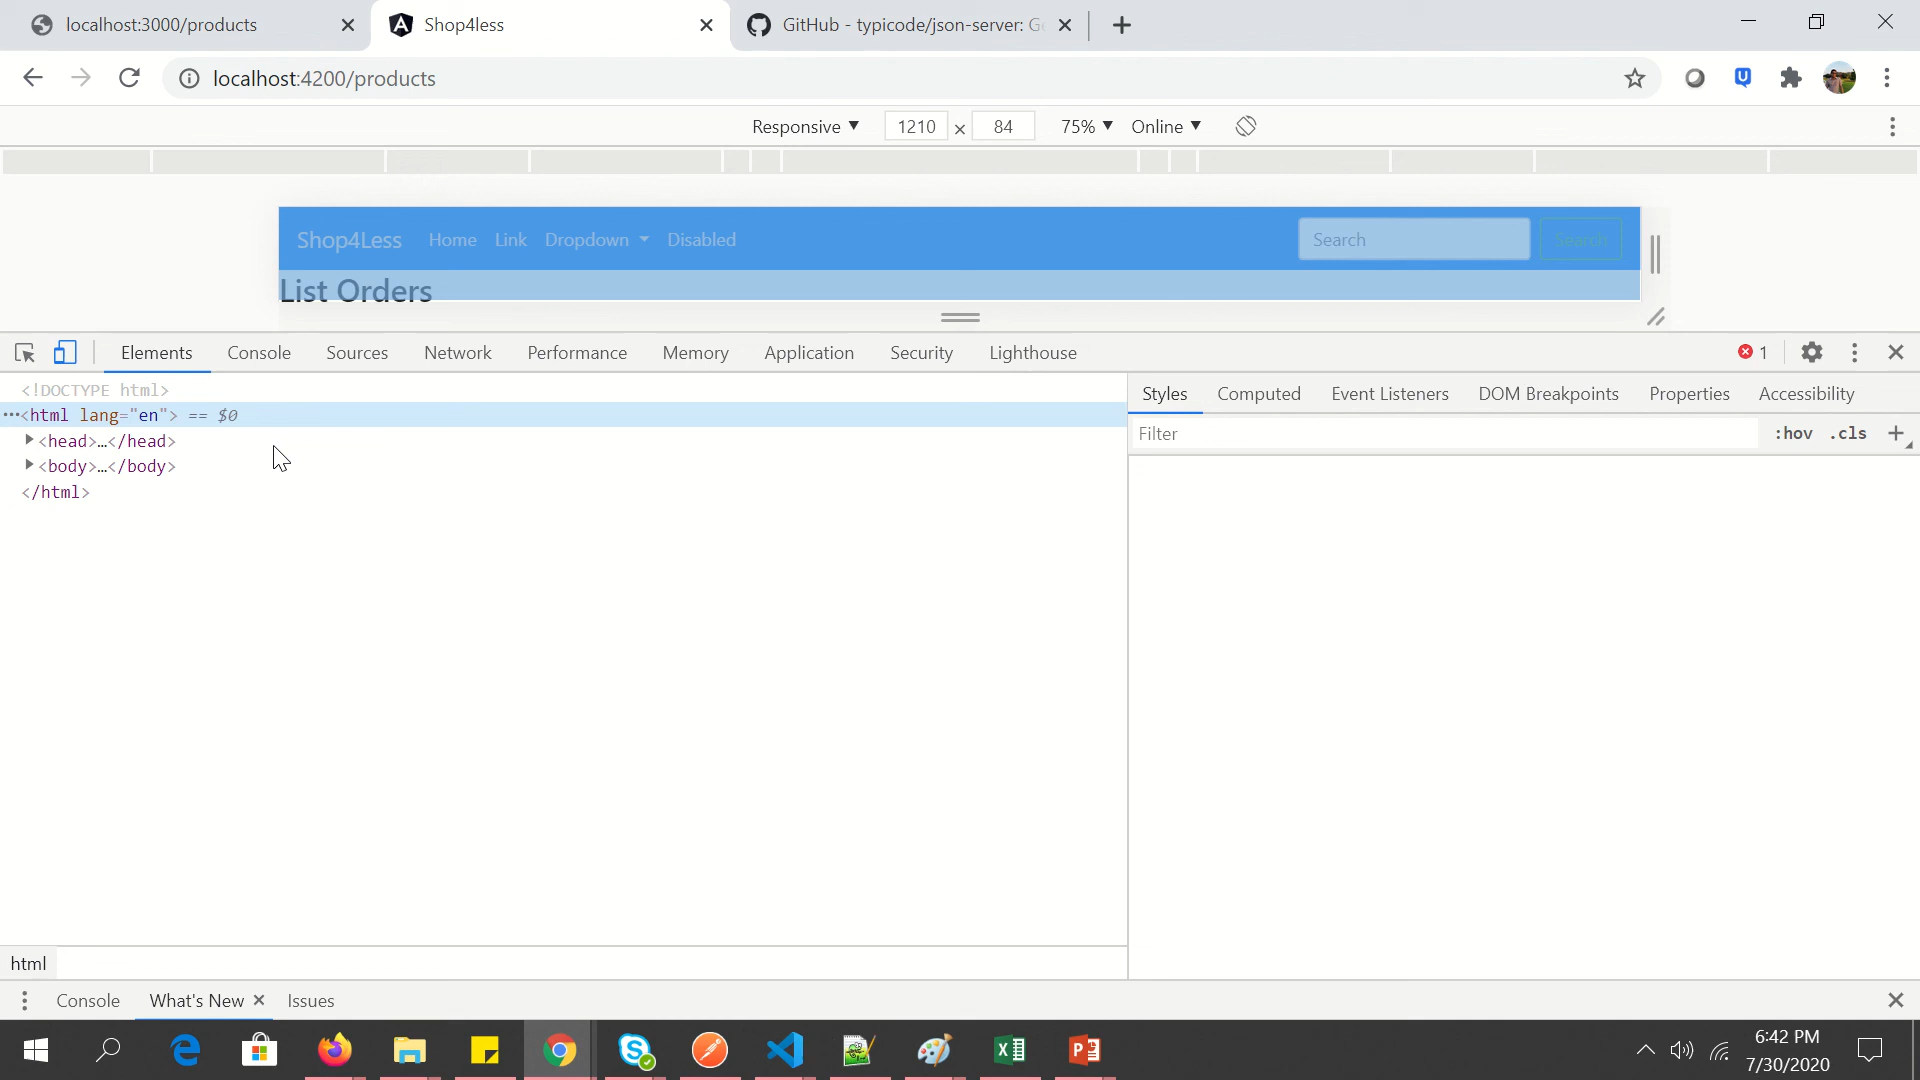 localhost:3000/products
Shop4less
GitHub - typicode/json-server: Ge
localhost:4200/products
Responsive ▼ 1210 × 84 75% ▼ Online ▼
Shop4Less Home Link Dropdown Disabled Search Search
List Orders
Elements Console Sources Network Performance Memory Application Security Lighthouse 1
<!DOCTYPE html>
…<html lang="en"> == $0
<head>…</head>
<body>…</body>
</html>
Styles Computed Event Listeners DOM Breakpoints Properties Accessibility
Filter :hov .cls +
html
Console What's New Issues
6:42 PM
7/30/2020